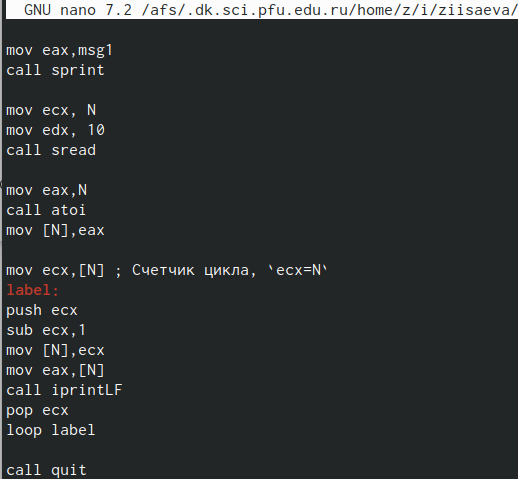 GNU nano 7.2 /afs/.dk.sci.pfu.edu.ru/home/z/i/ziisaeva/
mov eax,msg1
call sprint
mov ecx, N
mov edx, 10
call sread
mov eax,N
call atoi
mov [N],eax
mov ecx,[N] ; Счетчик цикла, `ecx=N`
label:
push ecx
sub ecx,1
mov [N],ecx
mov eax,[N]
call iprintLF
pop ecx
loop label
call quit